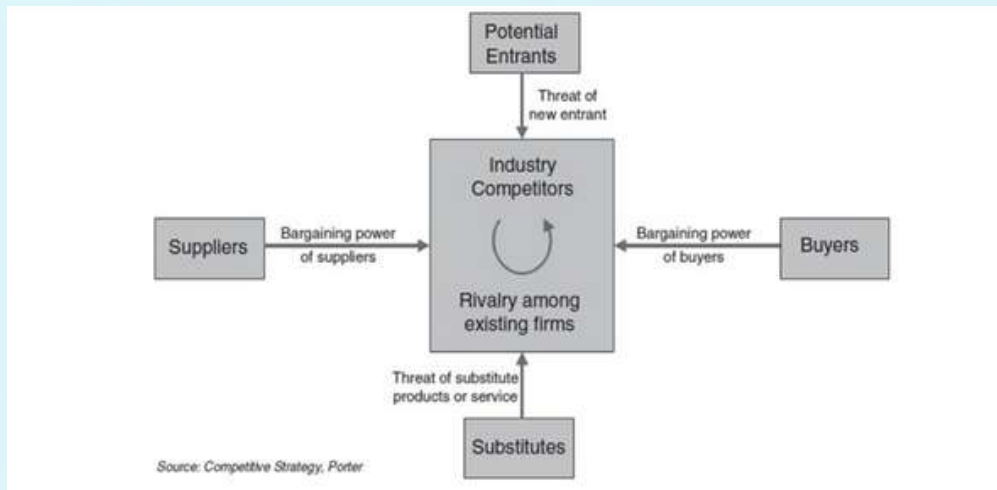 Potential
Entrants
Threat of
new entrant
Industry
Competitors
Suppliers
Bargaining power
of suppliers
Bargaining power
of buyers
Buyers
Rivalry among
existing firms
Threat of substitute
products or service
Substitutes
Source: Competitive Strategy, Porter